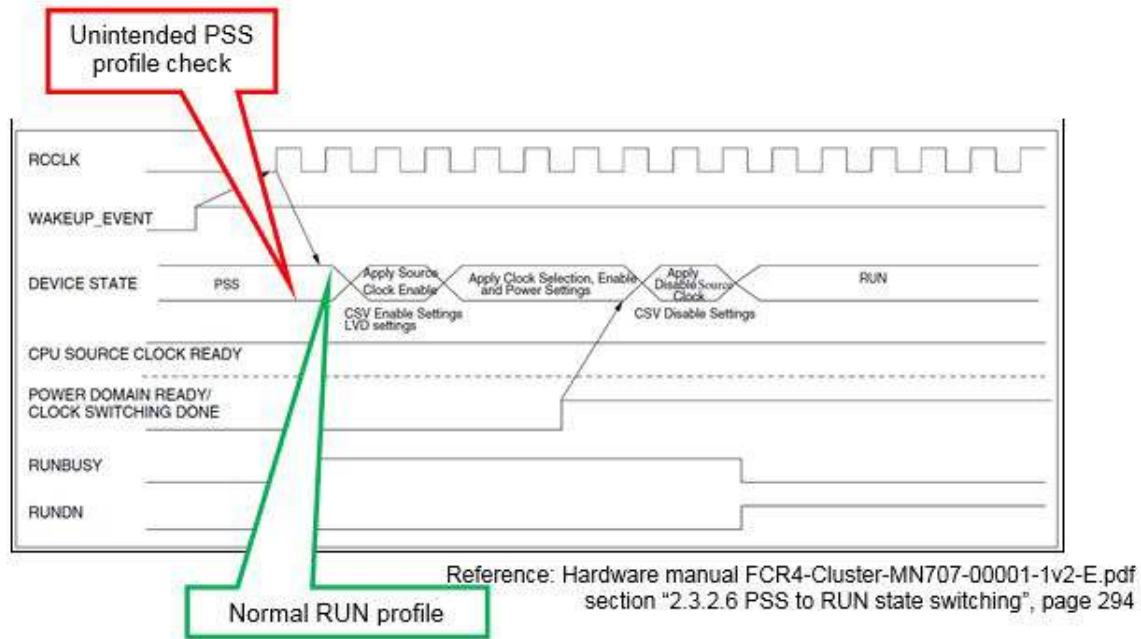 Unintended PSS
profile check
RCCLK
WAKEUP_EVENT
DEVICE STATE
PSS
Apply Source
Clock Enable
Apply Clock Selection, Enable
and Power Settings
Apply
Disable Source
Clock
RUN
CSV Enable Settings
LVD settings
CSV Disable Settings
CPU SOURCE CLOCK READY
POWER DOMAIN READY/
CLOCK SWITCHING DONE
RUNBUSY
RUNDN
Normal RUN profile
Reference: Hardware manual FCR4-Cluster-MN707-00001-1v2-E.pdf
section “2.3.2.6 PSS to RUN state switching”, page 294